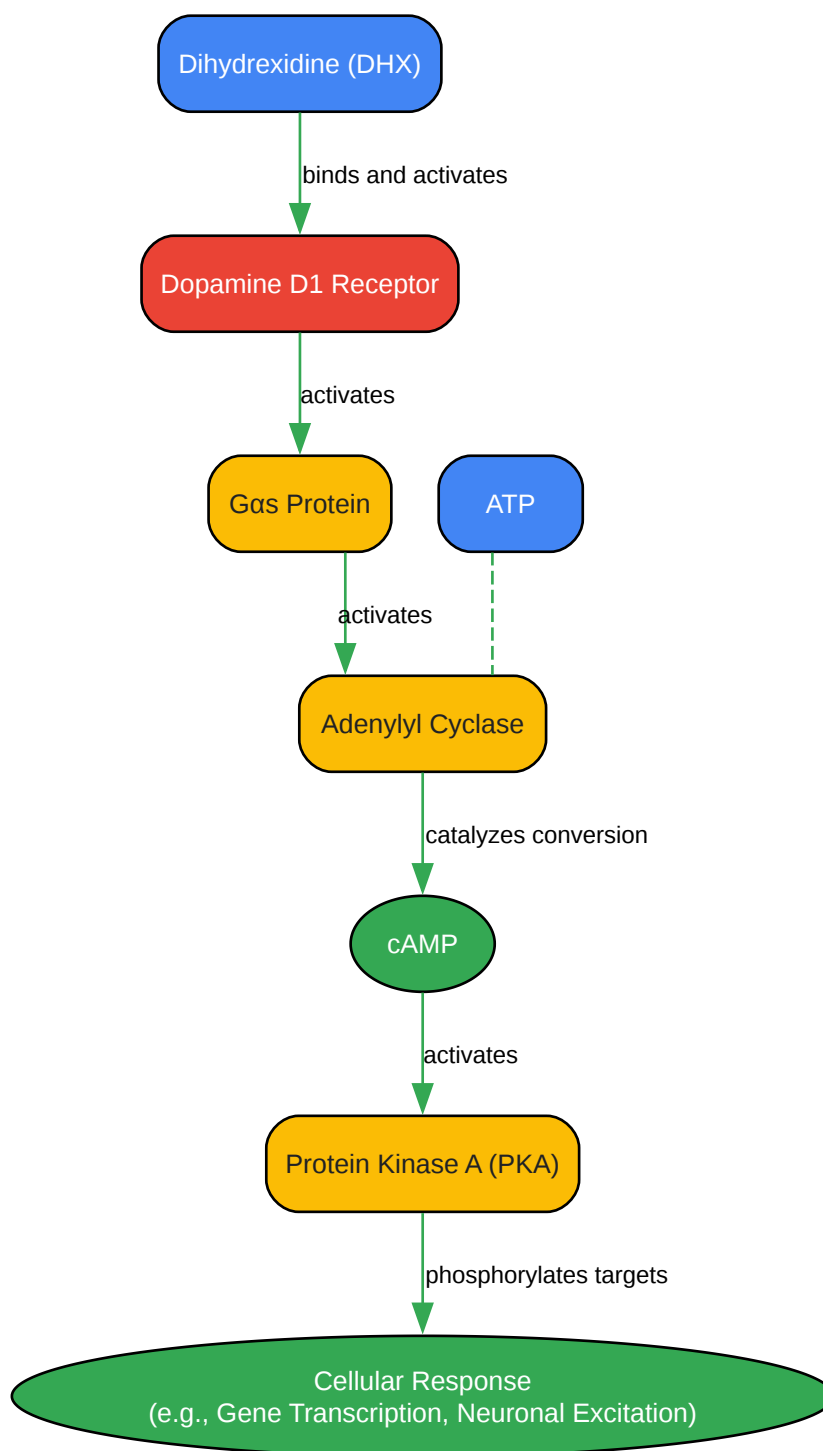 Dihydrexidine (DHX)
binds and activates
Dopamine D1 Receptor
activates
Gαs Protein
ATP
activates
Adenylyl Cyclase
catalyzes conversion
cAMP
activates
Protein Kinase A (PKA)
phosphorylates targets
Cellular Response
(e.g., Gene Transcription, Neuronal Excitation)